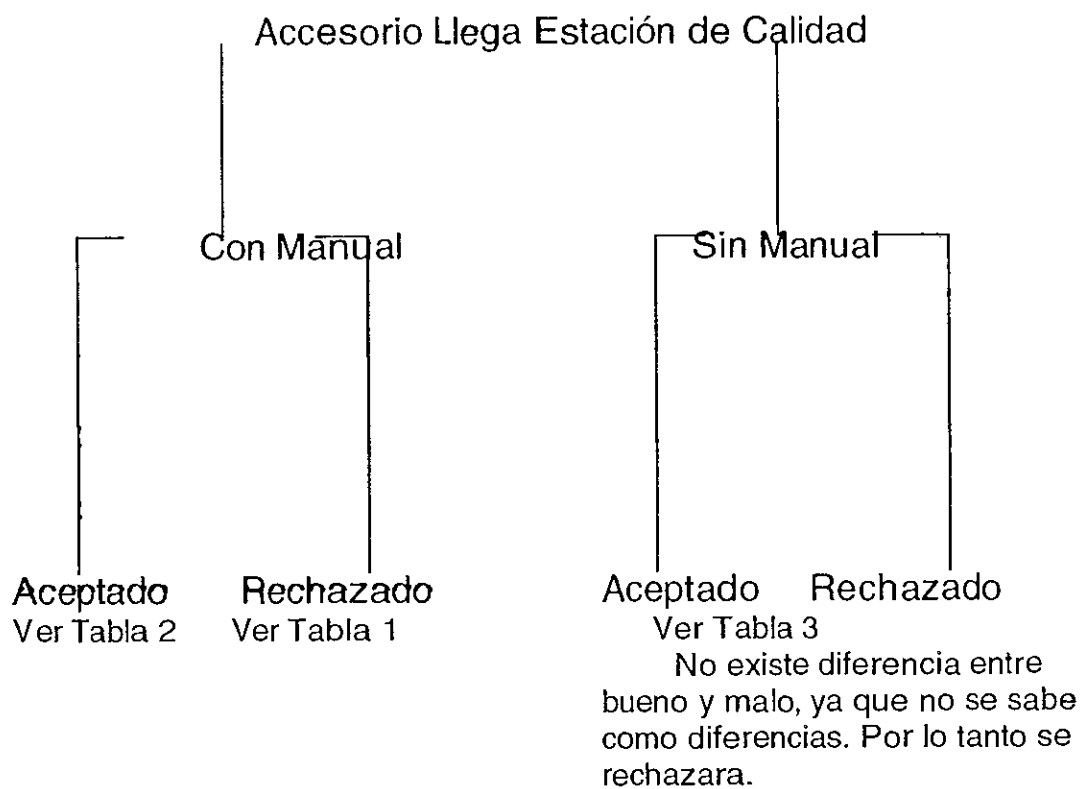 Accesorio Llega Estación de Calidad
Con Manual
Sin Manual
Aceptado Rechazado
Ver Tabla 2 Ver Tabla 1
Aceptado Rechazado
Ver Tabla 3
No existe diferencia entre
bueno y malo, ya que no se sabe
como diferencias. Por lo tanto se
rechazara.